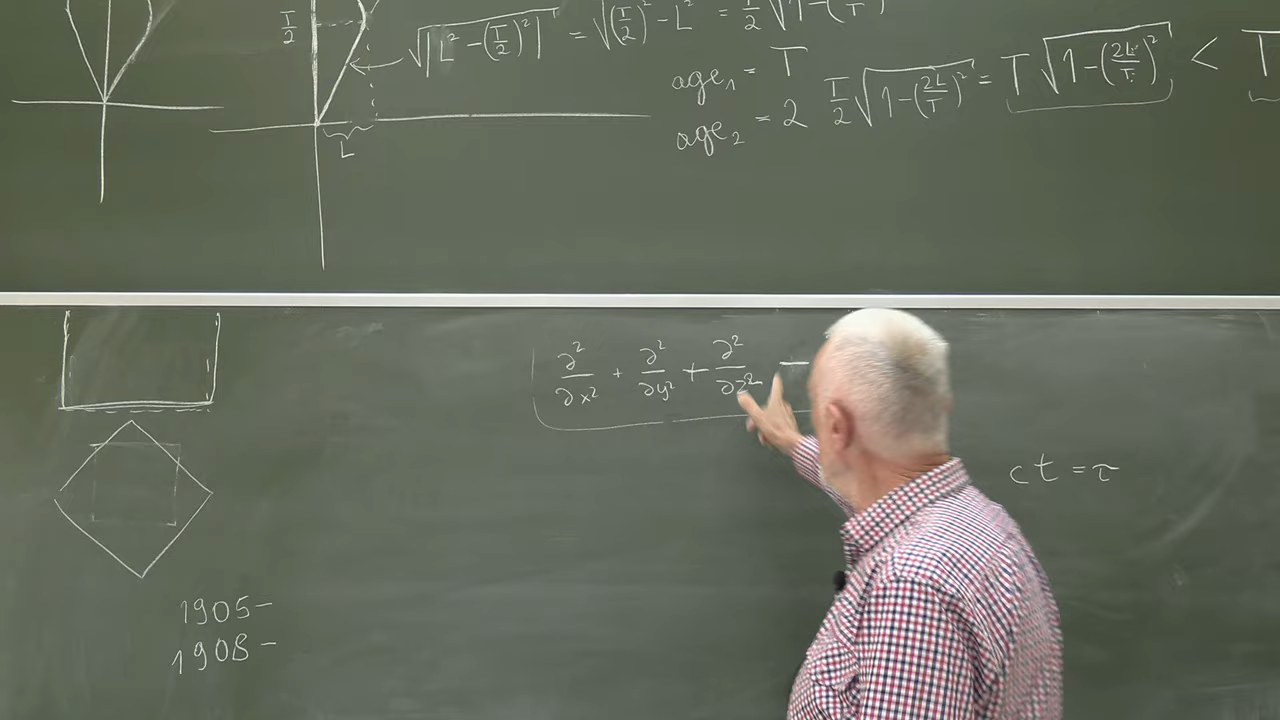 T/2
√|L² − (T/2)²| = √(T/2)² − L² = T/2 √1 − (/T)
age₁ = T
age₂ = 2 T/2 √1 − (2L/T)² = T √1 − (2L/T)² < T
L
∂²/∂x² + ∂²/∂y² + ∂²/∂z² −
ct = τ
1905 −
1908 −